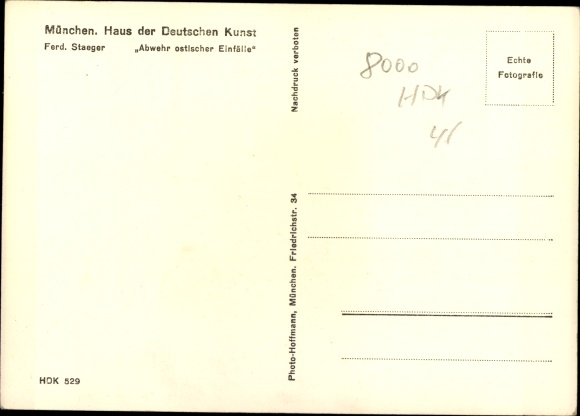 München. Haus der Deutschen Kunst
Ferd. Staeger „Abwehr ostischer Einfälle“
HDK 529
Nachdruck verboten
Photo-Hoffmann, München. Friedrichstr. 34
8000
HDK
Echte
Fotografie